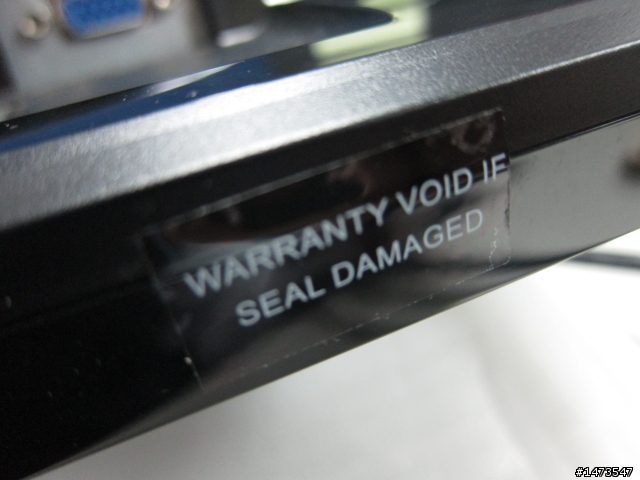 WARRANTY VOID IF
SEAL DAMAGED
#1473547